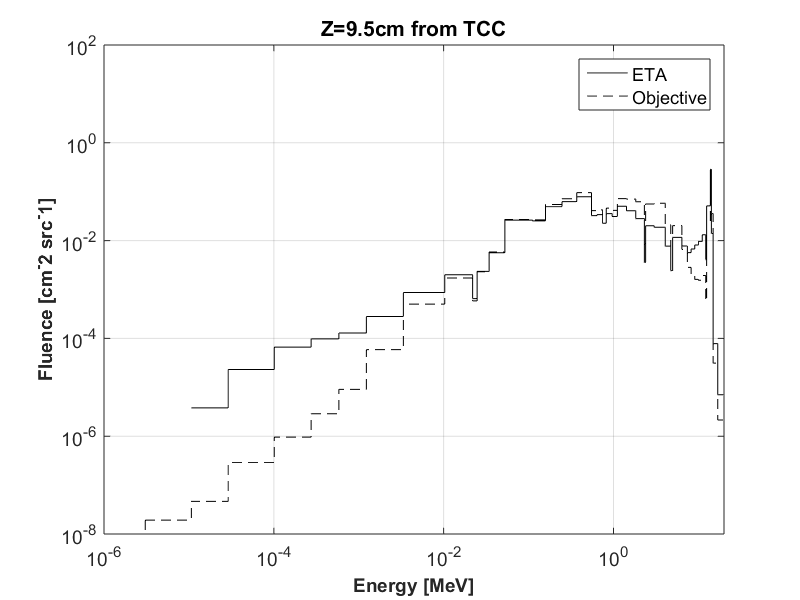 Z=9.5cm from TCC
ETA
Objective
10^2
10^0
10^-2
10^-4
10^-6
10^-8
Fluence [cm^-2 src^-1]
10^-6
10^-4
10^-2
10^0
Energy [MeV]